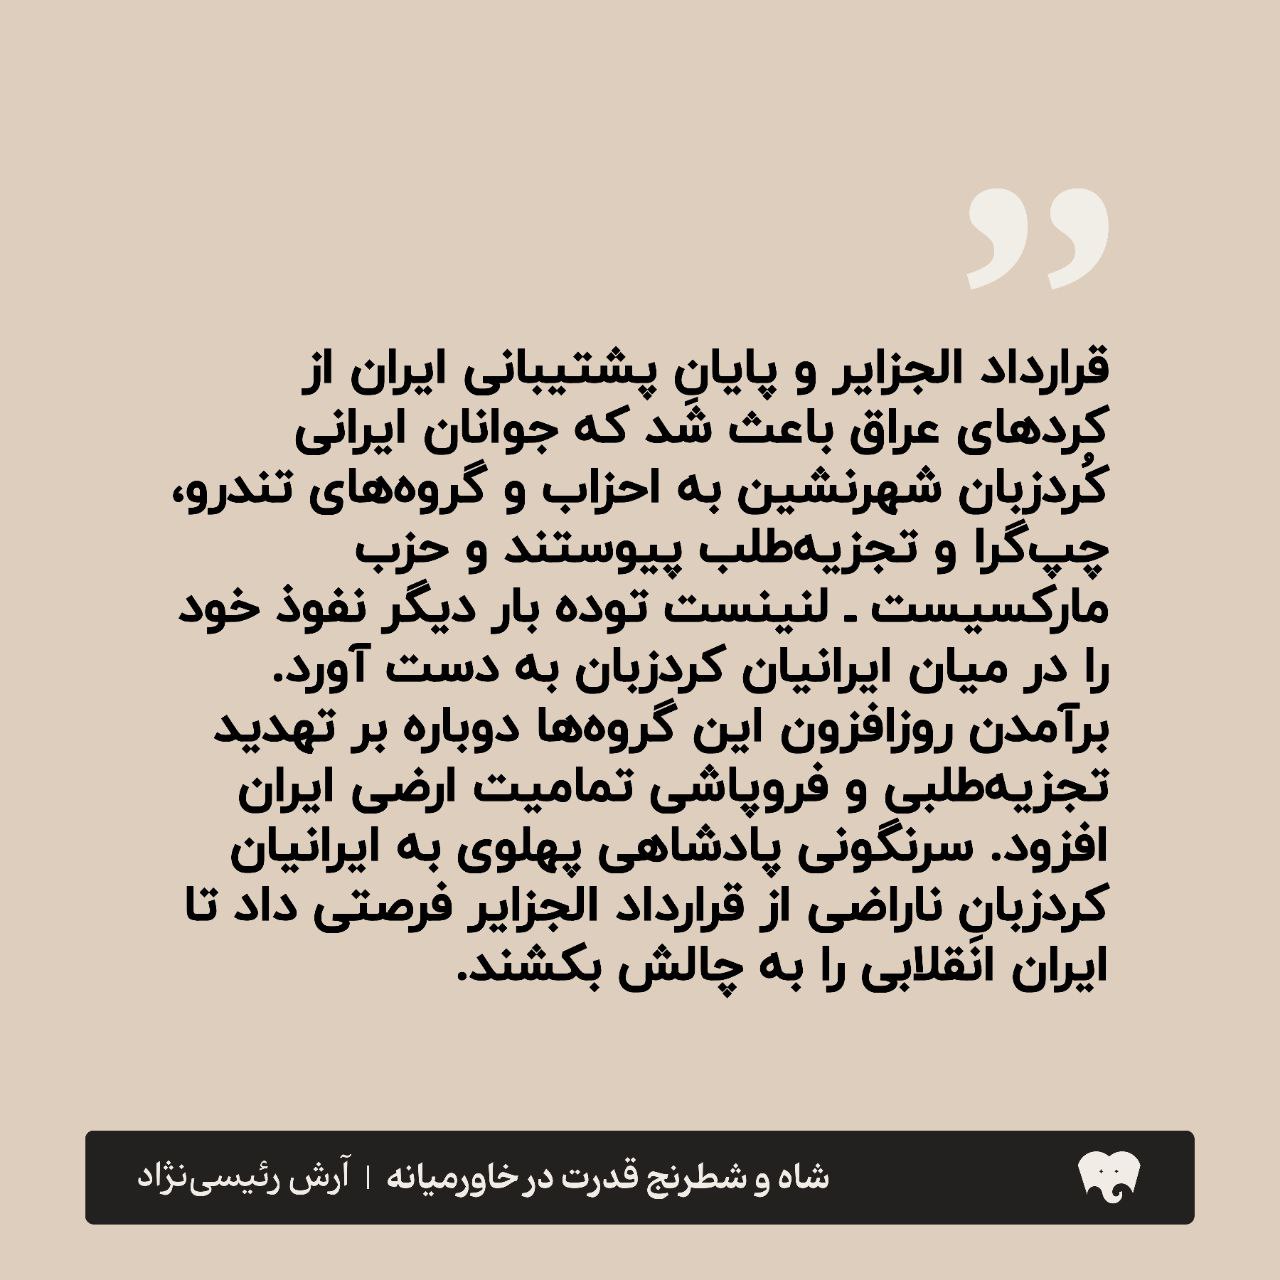 ”
قرارداد الجزایر و پایانِ پشتیبانی ایران از
کردهای عراق باعث شد که جوانان ایرانی
کُردزبان شهرنشین به احزاب و گروه‌های تندرو،
چپ‌گرا و تجزیه‌طلب پیوستند و حزب
مارکسیست ـ لنینست توده بار دیگر نفوذ خود
را در میان ایرانیان کردزبان به دست آورد.
برآمدن روزافزون این گروه‌ها دوباره بر تهدید
تجزیه‌طلبی و فروپاشی تمامیت ارضی ایران
افزود. سرنگونی پادشاهی پهلوی به ایرانیان
کردزبانِ ناراضی از قرارداد الجزایر فرصتی داد تا
ایران انقلابی را به چالش بکشند.
شاه و شطرنج قدرت در خاورمیانه | آرش رئیسی‌نژاد